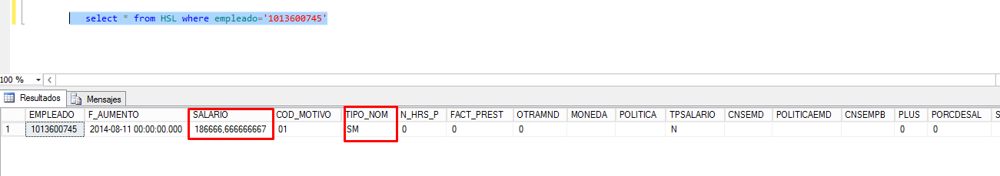 select * from HSL where empleado='1013600745'
100 %
Resultados Mensajes
EMPLEADO F_AUMENTO SALARIO COD_MOTIVO TIPO_NOM N_HRS_P FACT_PREST OTRAMND MONEDA POLITICA TPSALARIO CNSEMD POLITICAEMD CNSEMPB PLUS PORCDESAL S
1 1013600745 2014-08-11 00:00:00.000 186666,666666667 01 SM 0 0 0 N 0 0